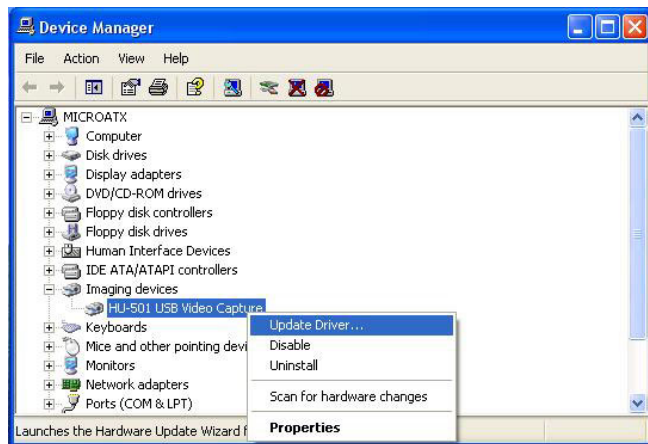 Device Manager
File Action View Help
MICROATX
Computer
Disk drives
Display adapters
DVD/CD-ROM drives
Floppy disk controllers
Floppy disk drives
Human Interface Devices
IDE ATA/ATAPI controllers
Imaging devices
HU-501 USB Video Capture
Keyboards
Mice and other pointing devi
Monitors
Network adapters
Ports (COM & LPT)
Update Driver...
Disable
Uninstall
Scan for hardware changes
Properties
Launches the Hardware Update Wizard f